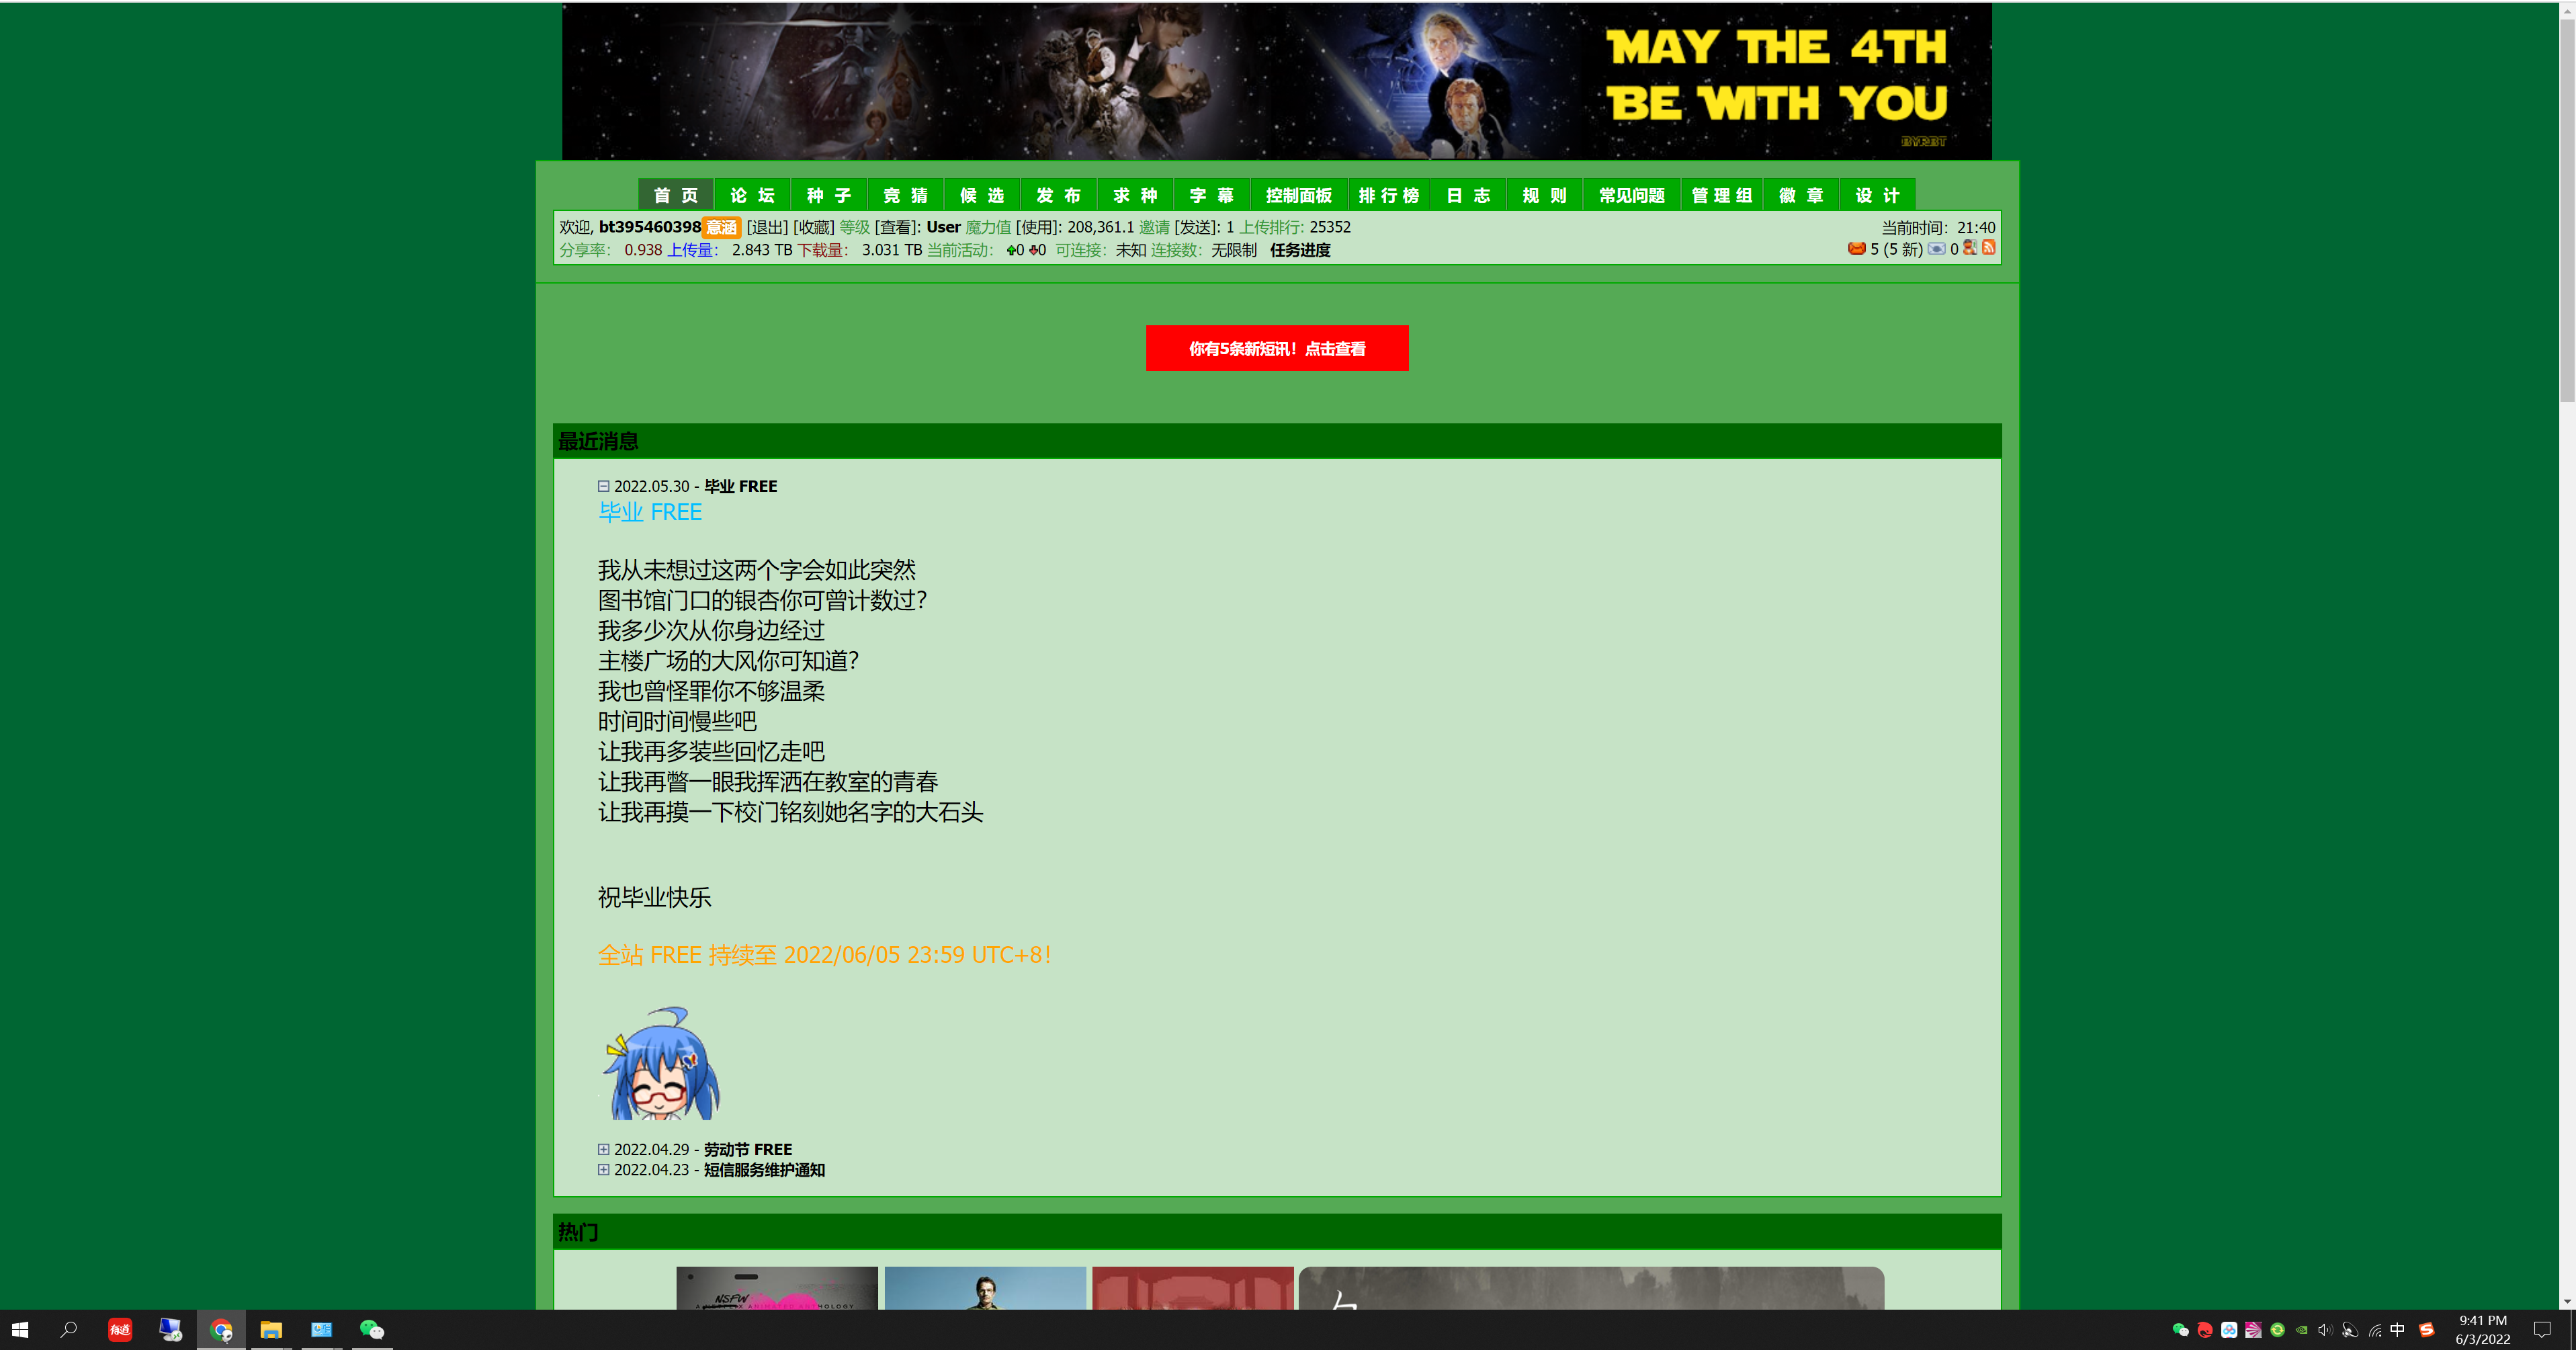 MAY THE 4TH
BE WITH YOU
BYRBT
首 页 论 坛 种 子 竞 猜 候 选 发 布 求 种 字 幕 控制面板 排 行 榜 日 志 规 则 常见问题 管 理 组 徽 章 设 计
欢迎, bt395460398 意涵 [退出] [收藏] 等级 [查看]: User 魔力值 [使用]: 208,361.1 邀请 [发送]: 1 上传排行: 25352 当前时间：21:40
分享率： 0.938 上传量： 2.843 TB 下载量： 3.031 TB 当前活动： 0 0 可连接：未知 连接数：无限制 任务进度 5 (5 新) 0
你有5条新短讯！点击查看
最近消息
2022.05.30 - 毕业 FREE
毕业 FREE
我从未想过这两个字会如此突然
图书馆门口的银杏你可曾计数过？
我多少次从你身边经过
主楼广场的大风你可知道？
我也曾怪罪你不够温柔
时间时间慢些吧
让我再多装些回忆走吧
让我再瞥一眼我挥洒在教室的青春
让我再摸一下校门铭刻她名字的大石头
祝毕业快乐
全站 FREE 持续至 2022/06/05 23:59 UTC+8！
2022.04.29 - 劳动节 FREE
2022.04.23 - 短信服务维护通知
热门
NSFW
ANIMATED ANTHOLOGY
有道
中
9:41 PM
6/3/2022